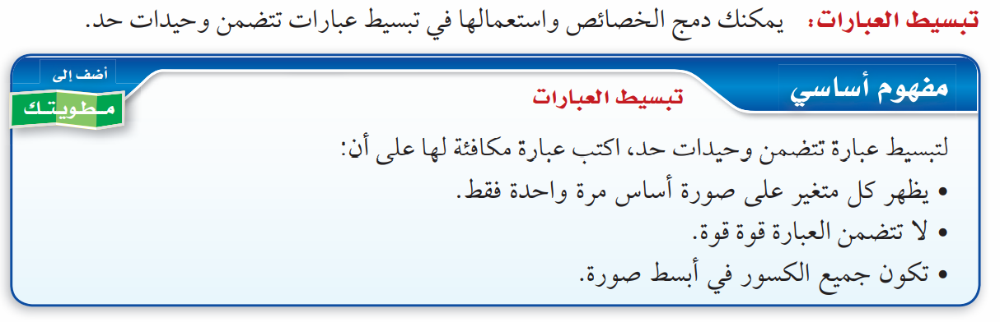 تبسيط العبارات: يمكنك دمج الخصائص واستعمالها في تبسيط عبارات تتضمن وحيدات حد.
مفهوم أساسي
تبسيط العبارات
أضف إلى
مطويتك
لتبسيط عبارة تتضمن وحيدات حد، اكتب عبارة مكافئة لها على أن:
• يظهر كل متغير على صورة أساس مرة واحدة فقط.
• لا تتضمن العبارة قوة قوة.
• تكون جميع الكسور في أبسط صورة.